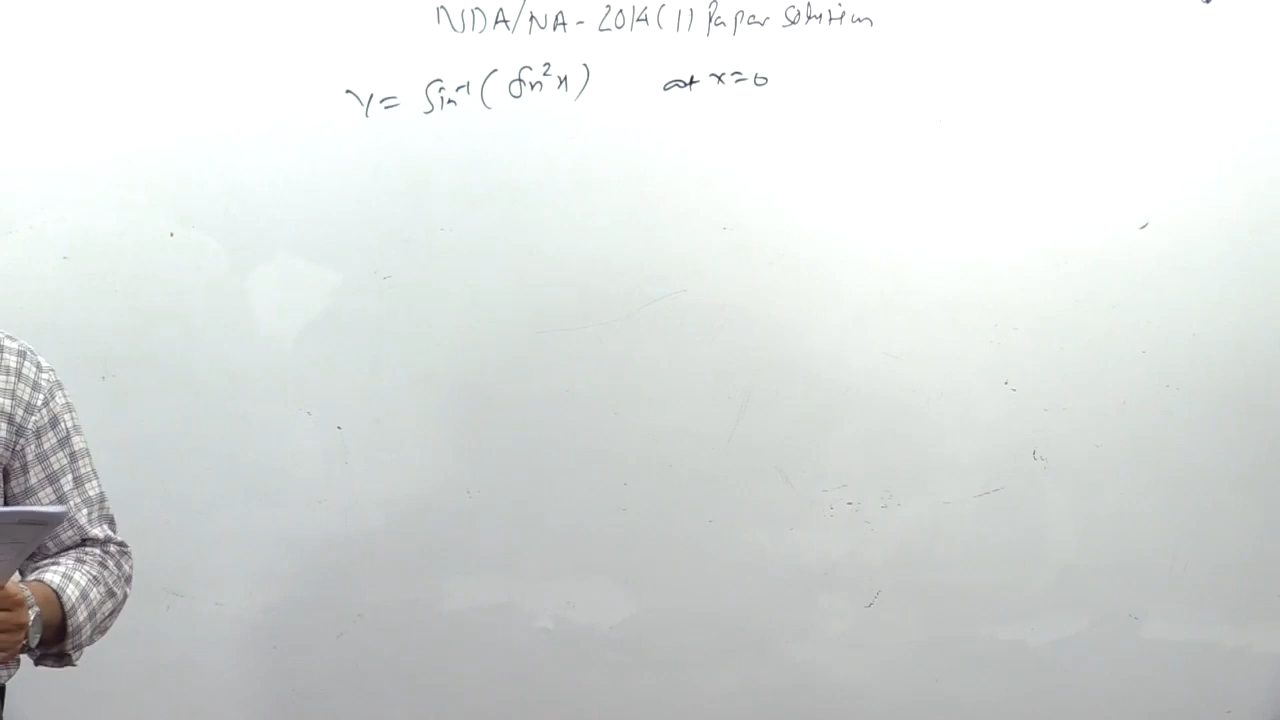 NDA/NA - 2014 (1) Paper Solution
y = Sin⁻¹ ( Sin²x ) at x=0